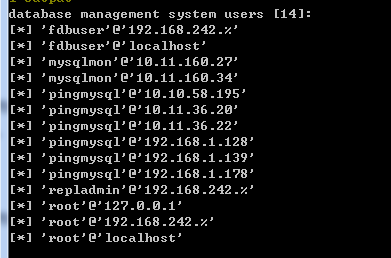 database management system users [14]:
[*] 'fdbuser'@'192.168.242.%'
[*] 'fdbuser'@'localhost'
[*] 'mysqlmon'@'10.11.160.27'
[*] 'mysqlmon'@'10.11.160.34'
[*] 'pingmysql'@'10.10.58.195'
[*] 'pingmysql'@'10.11.36.20'
[*] 'pingmysql'@'10.11.36.22'
[*] 'pingmysql'@'192.168.1.128'
[*] 'pingmysql'@'192.168.1.139'
[*] 'pingmysql'@'192.168.1.178'
[*] 'repladmin'@'192.168.242.%'
[*] 'root'@'127.0.0.1'
[*] 'root'@'192.168.242.%'
[*] 'root'@'localhost'